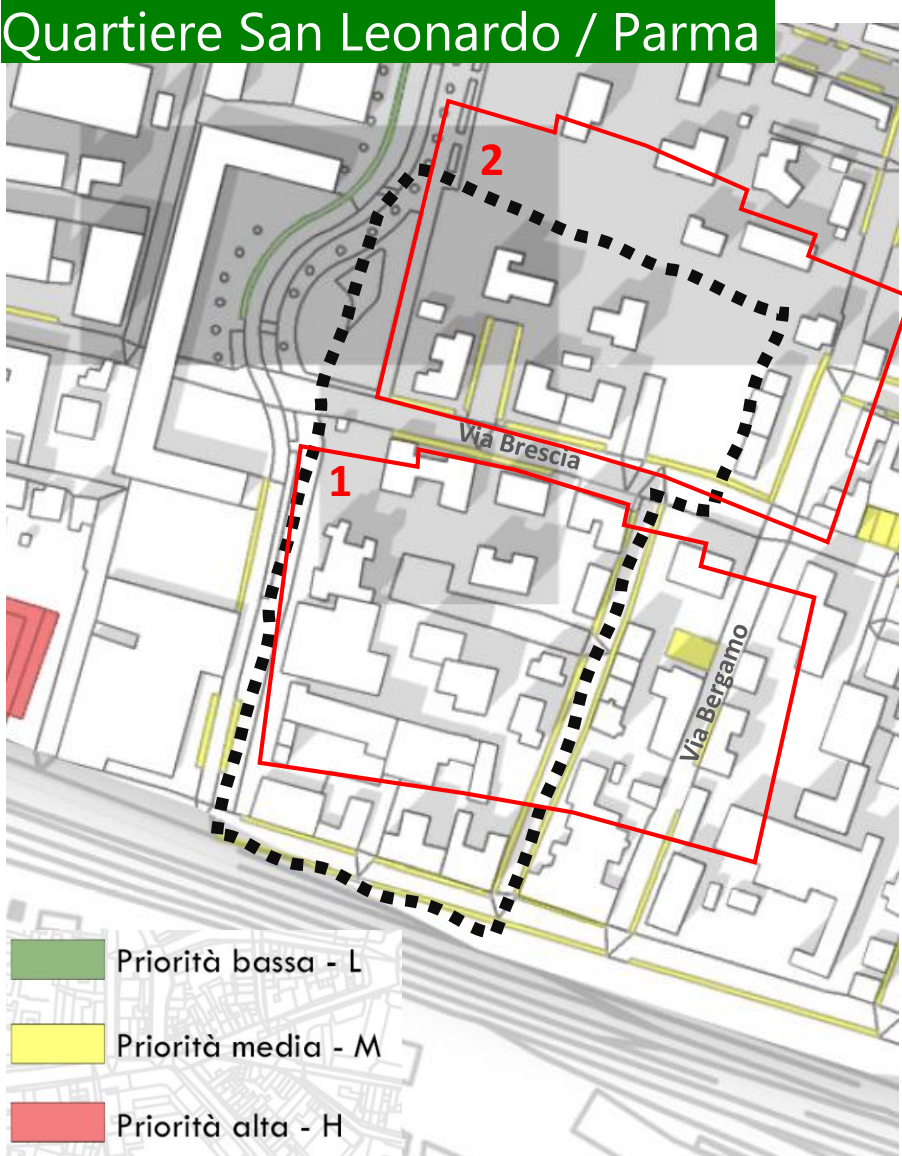 Quartiere San Leonardo / Parma
2
Via Brescia
1
Via Bergamo
Priorità bassa - L
Priorità media - M
Priorità alta - H